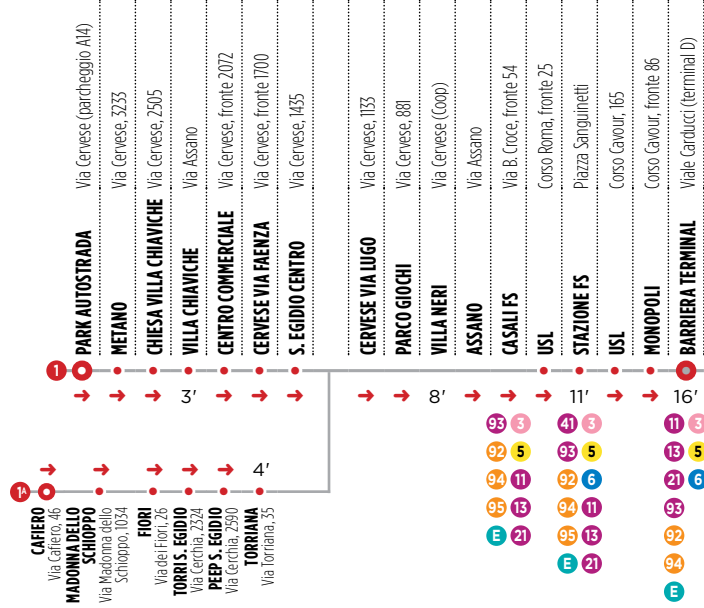 PARK AUTOSTRADA Via Cervese (parcheggio A14)
METANO Via Cervese, 3233
CHIESA VILLA CHIAVICHE Via Cervese, 2505
VILLA CHIAVICHE Via Assano
CENTRO COMMERCIALE Via Cervese, fronte 2072
CERVESE VIA FAENZA Via Cervese, fronte 1700
S. EGIDIO CENTRO Via Cervese, 1435
CERVESE VIA LUGO Via Cervese, 1133
PARCO GIOCHI Via Cervese, 881
VILLA NERI Via Cervese (Coop)
ASSANO Via Assano
CASALI FS Via B. Croce, fronte 54
USL Corso Roma, fronte 25
STAZIONE FS Piazza Sanguinetti
USL Corso Cavour, 165
MONOPOLI Corso Cavour, fronte 86
BARRIERA TERMINAL Viale Carducci (terminal D)
1
3' 8' 11' 16'
93 3
92 5
94 11
95 13
E 21
41 3
93 5
92 6
94 11
95 13
E 21
11 3
13 5
21 6
93
92
94
E
4'
1A
CAFIERO
Via Cafiero, 46
MADONNA DELLO
SCHIOPPO
Via Madonna dello
Schioppo, 1034
FIORI
Via dei Fiori, 26
TORRI S. EGIDIO
Via Cerchia, 2324
PEEP S. EGIDIO
Via Cerchia, 2590
TORRIANA
Via Torriana, 35